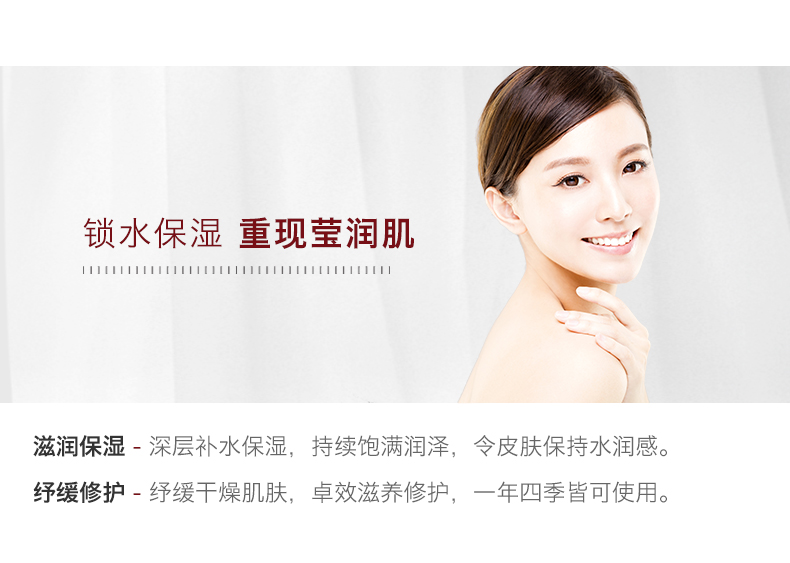 锁水保湿 重现莹润肌
滋润保湿 - 深层补水保湿，持续饱满润泽，令皮肤保持水润感。
纾缓修护 - 纾缓干燥肌肤，卓效滋养修护，一年四季皆可使用。